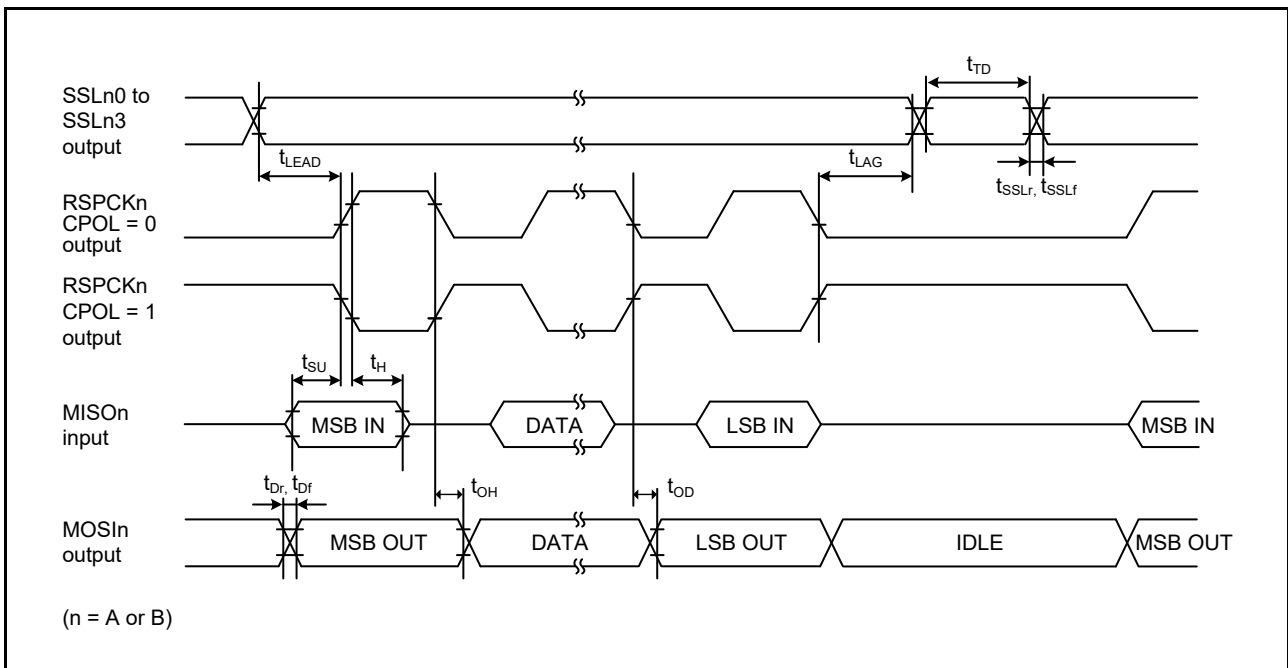 SSLn0 to
SSLn3
output
tTD
tLEAD
tLAG
tSSLr, tSSLf
RSPCKn
CPOL = 0
output
RSPCKn
CPOL = 1
output
tSU
tH
MISOn
input
MSB IN
DATA
LSB IN
MSB IN
tDr, tDf
tOH
tOD
MOSIn
output
MSB OUT
DATA
LSB OUT
IDLE
MSB OUT
(n = A or B)